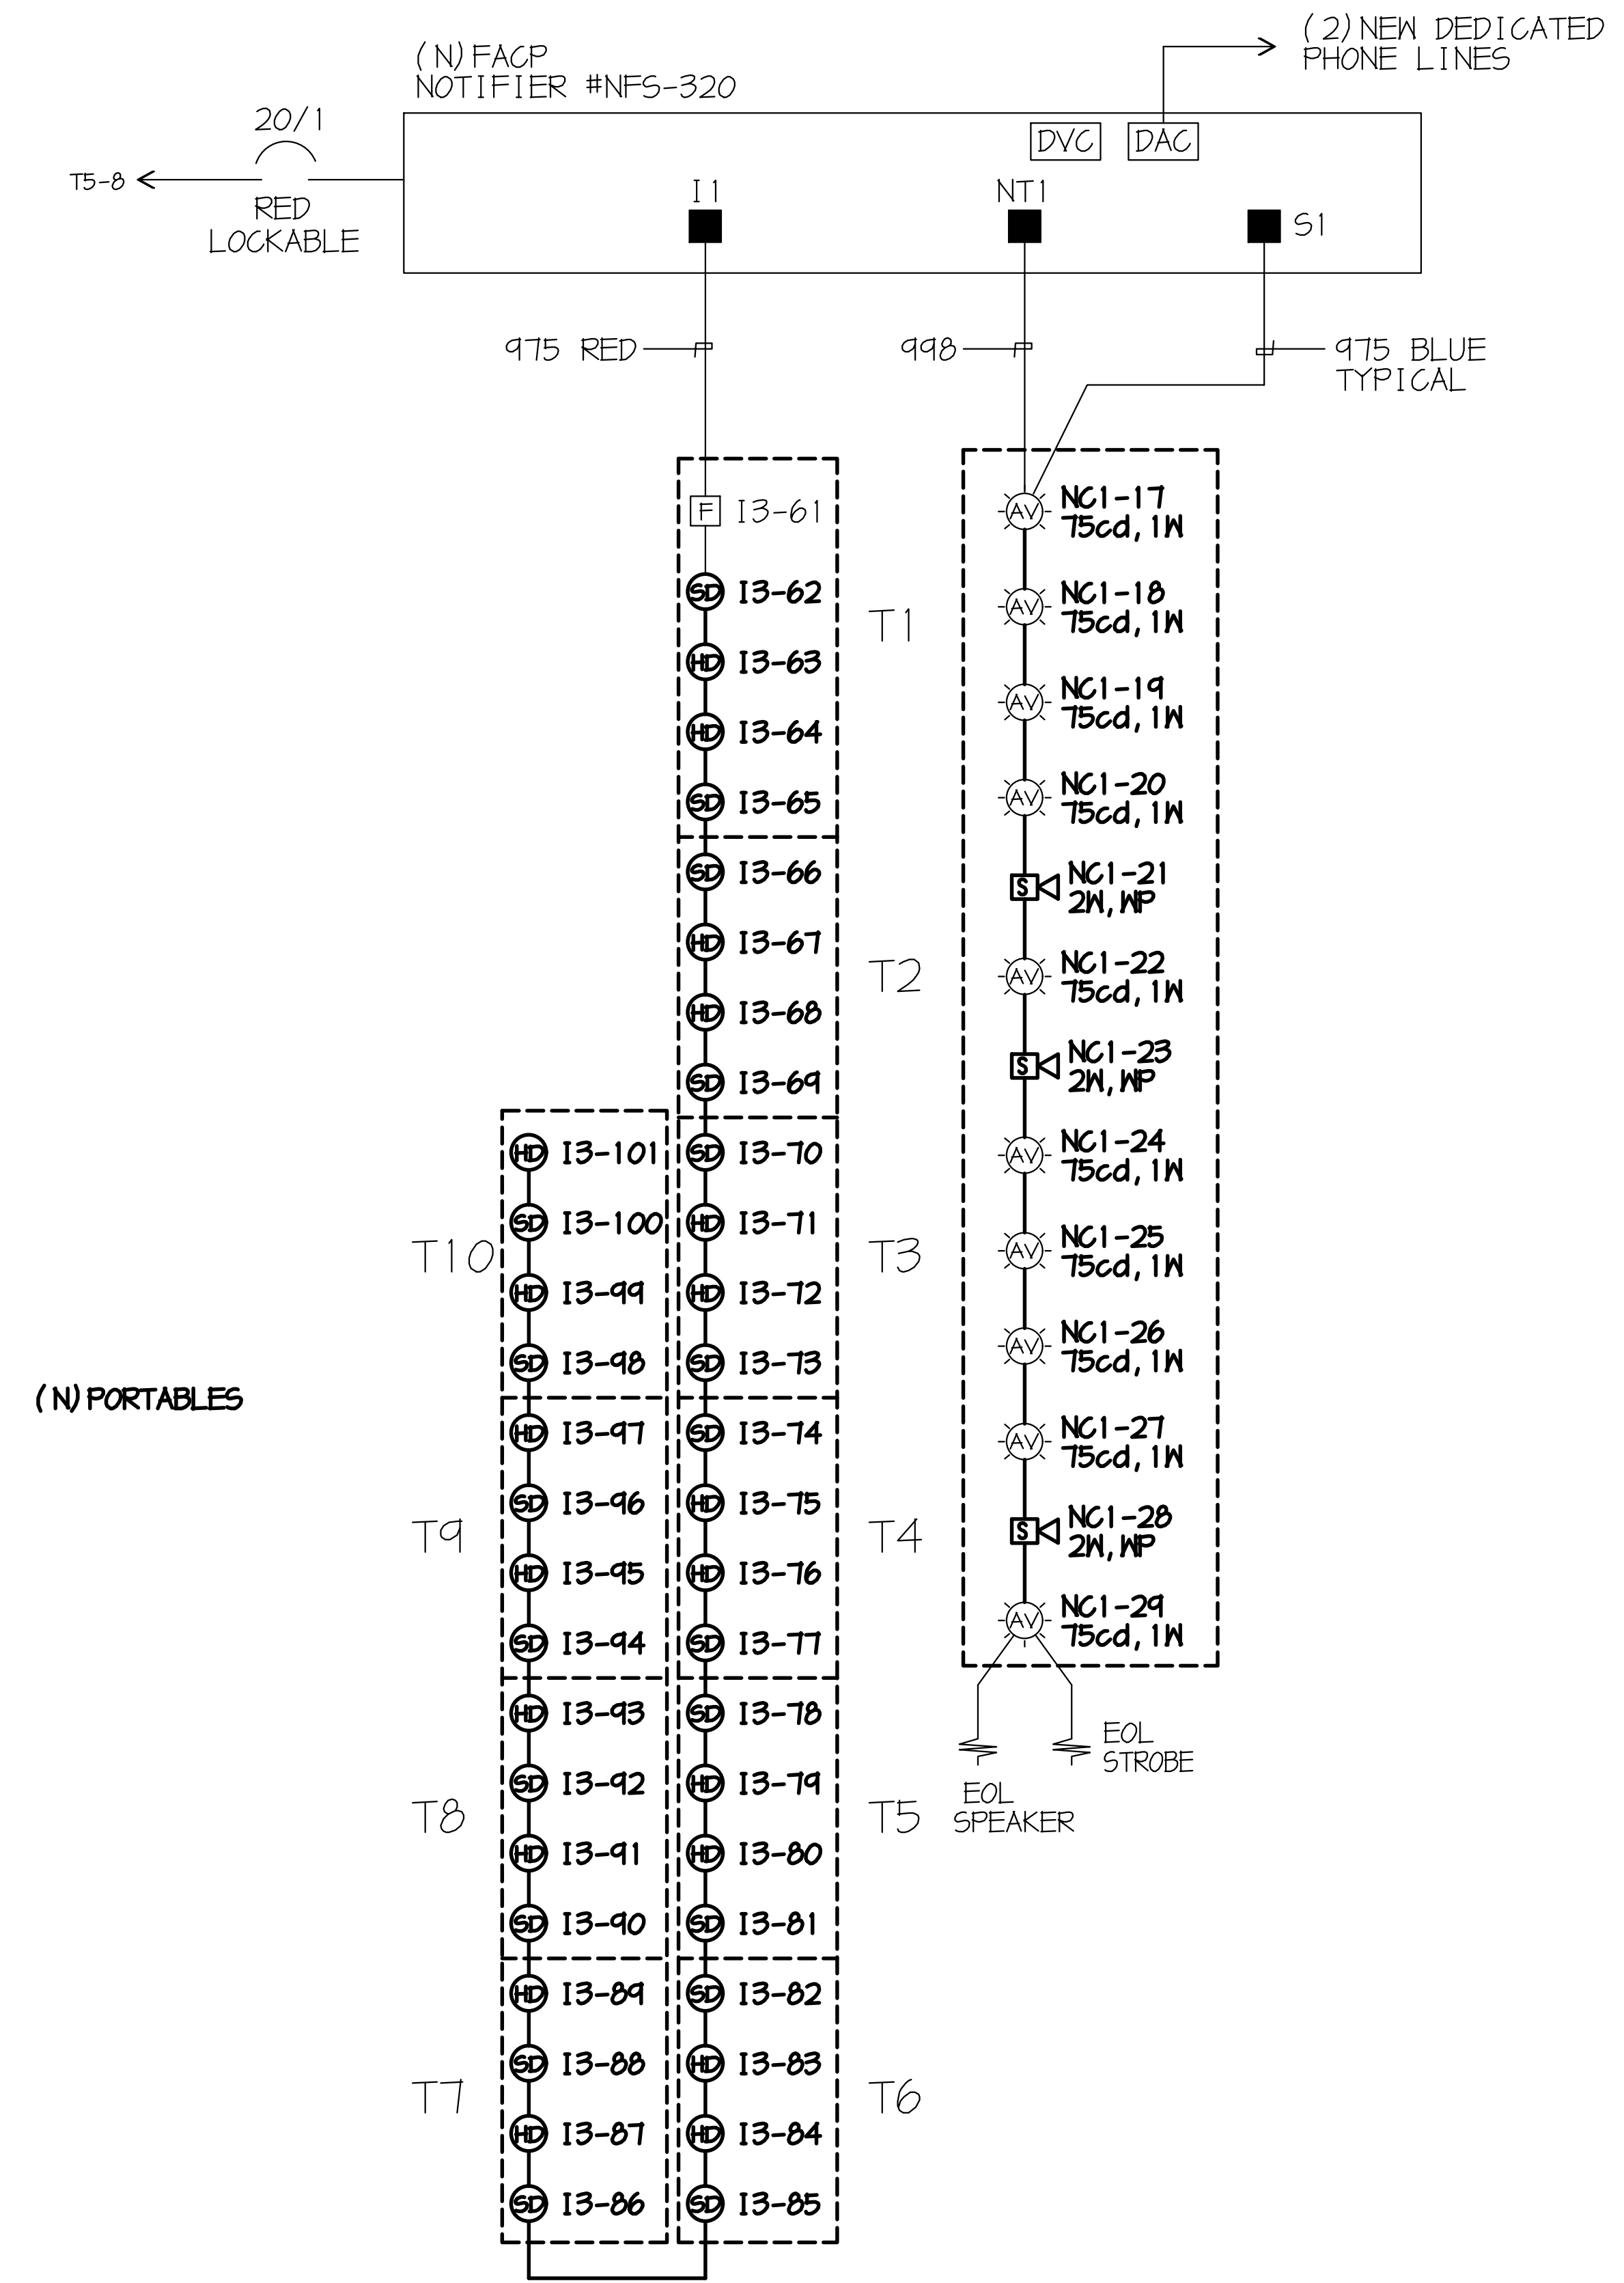 (2)NEW DEDICATED
PHONE LINES
(N)FACP
NOTIFIER #NFS-320
20/1
T5-8
RED
LOCKABLE
DVC
DAC
I1
NT1
S1
975 RED
998
975 BLUE
TYPICAL
F I3-61
SD I3-62
HD I3-63
HD I3-64
SD I3-65
T1
SD I3-66
HD I3-67
HD I3-68
SD I3-69
T2
SD I3-70
HD I3-71
HD I3-72
SD I3-73
T3
SD I3-74
HD I3-75
HD I3-76
SD I3-77
T4
SD I3-78
HD I3-79
HD I3-80
SD I3-81
T5
SD I3-82
HD I3-83
HD I3-84
SD I3-85
T6
HD I3-101
SD I3-100
HD I3-99
SD I3-98
T10
HD I3-97
SD I3-96
HD I3-95
SD I3-94
T9
HD I3-93
SD I3-92
HD I3-91
SD I3-90
T8
HD I3-89
SD I3-88
HD I3-87
SD I3-86
T7
(N)PORTABLES
AV NC1-17
75cd, 1W
AV NC1-18
75cd, 1W
AV NC1-19
75cd, 1W
AV NC1-20
75cd, 1W
S NC1-21
2W, WP
AV NC1-22
75cd, 1W
S NC1-23
2W, WP
AV NC1-24
75cd, 1W
AV NC1-25
75cd, 1W
AV NC1-26
75cd, 1W
AV NC1-27
75cd, 1W
S NC1-28
2W, WP
AV NC1-29
75cd, 1W
EOL
STROBE
EOL
SPEAKER